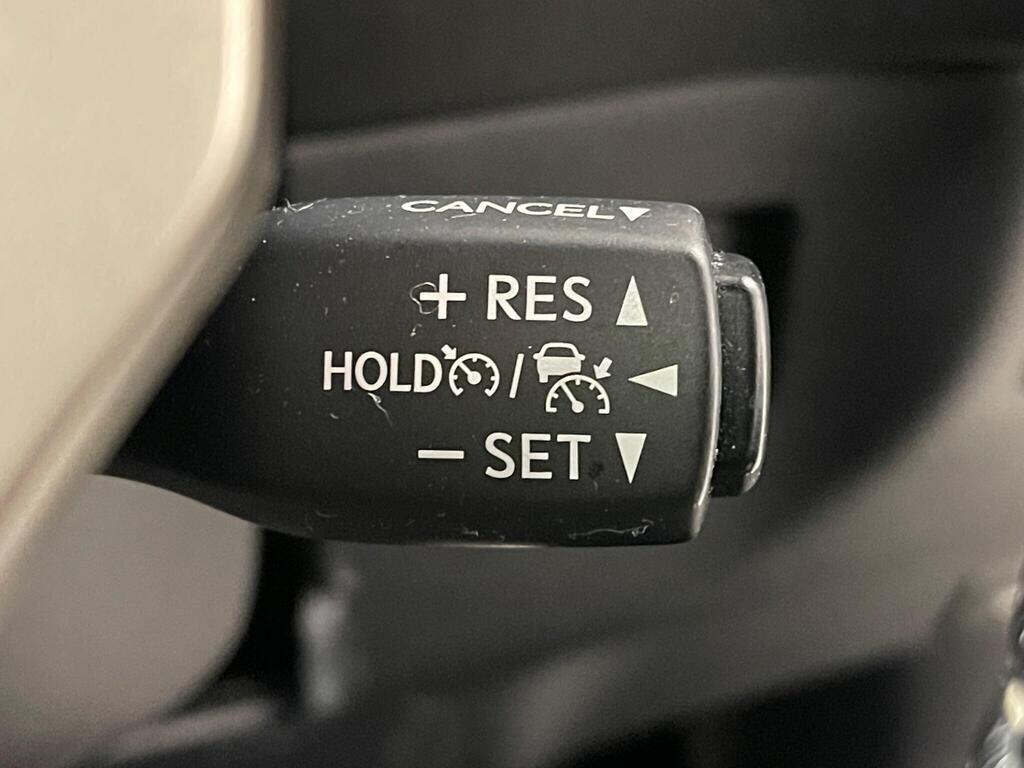 CANCEL▼
+ RES ▲
HOLD / ◀
− SET ▼